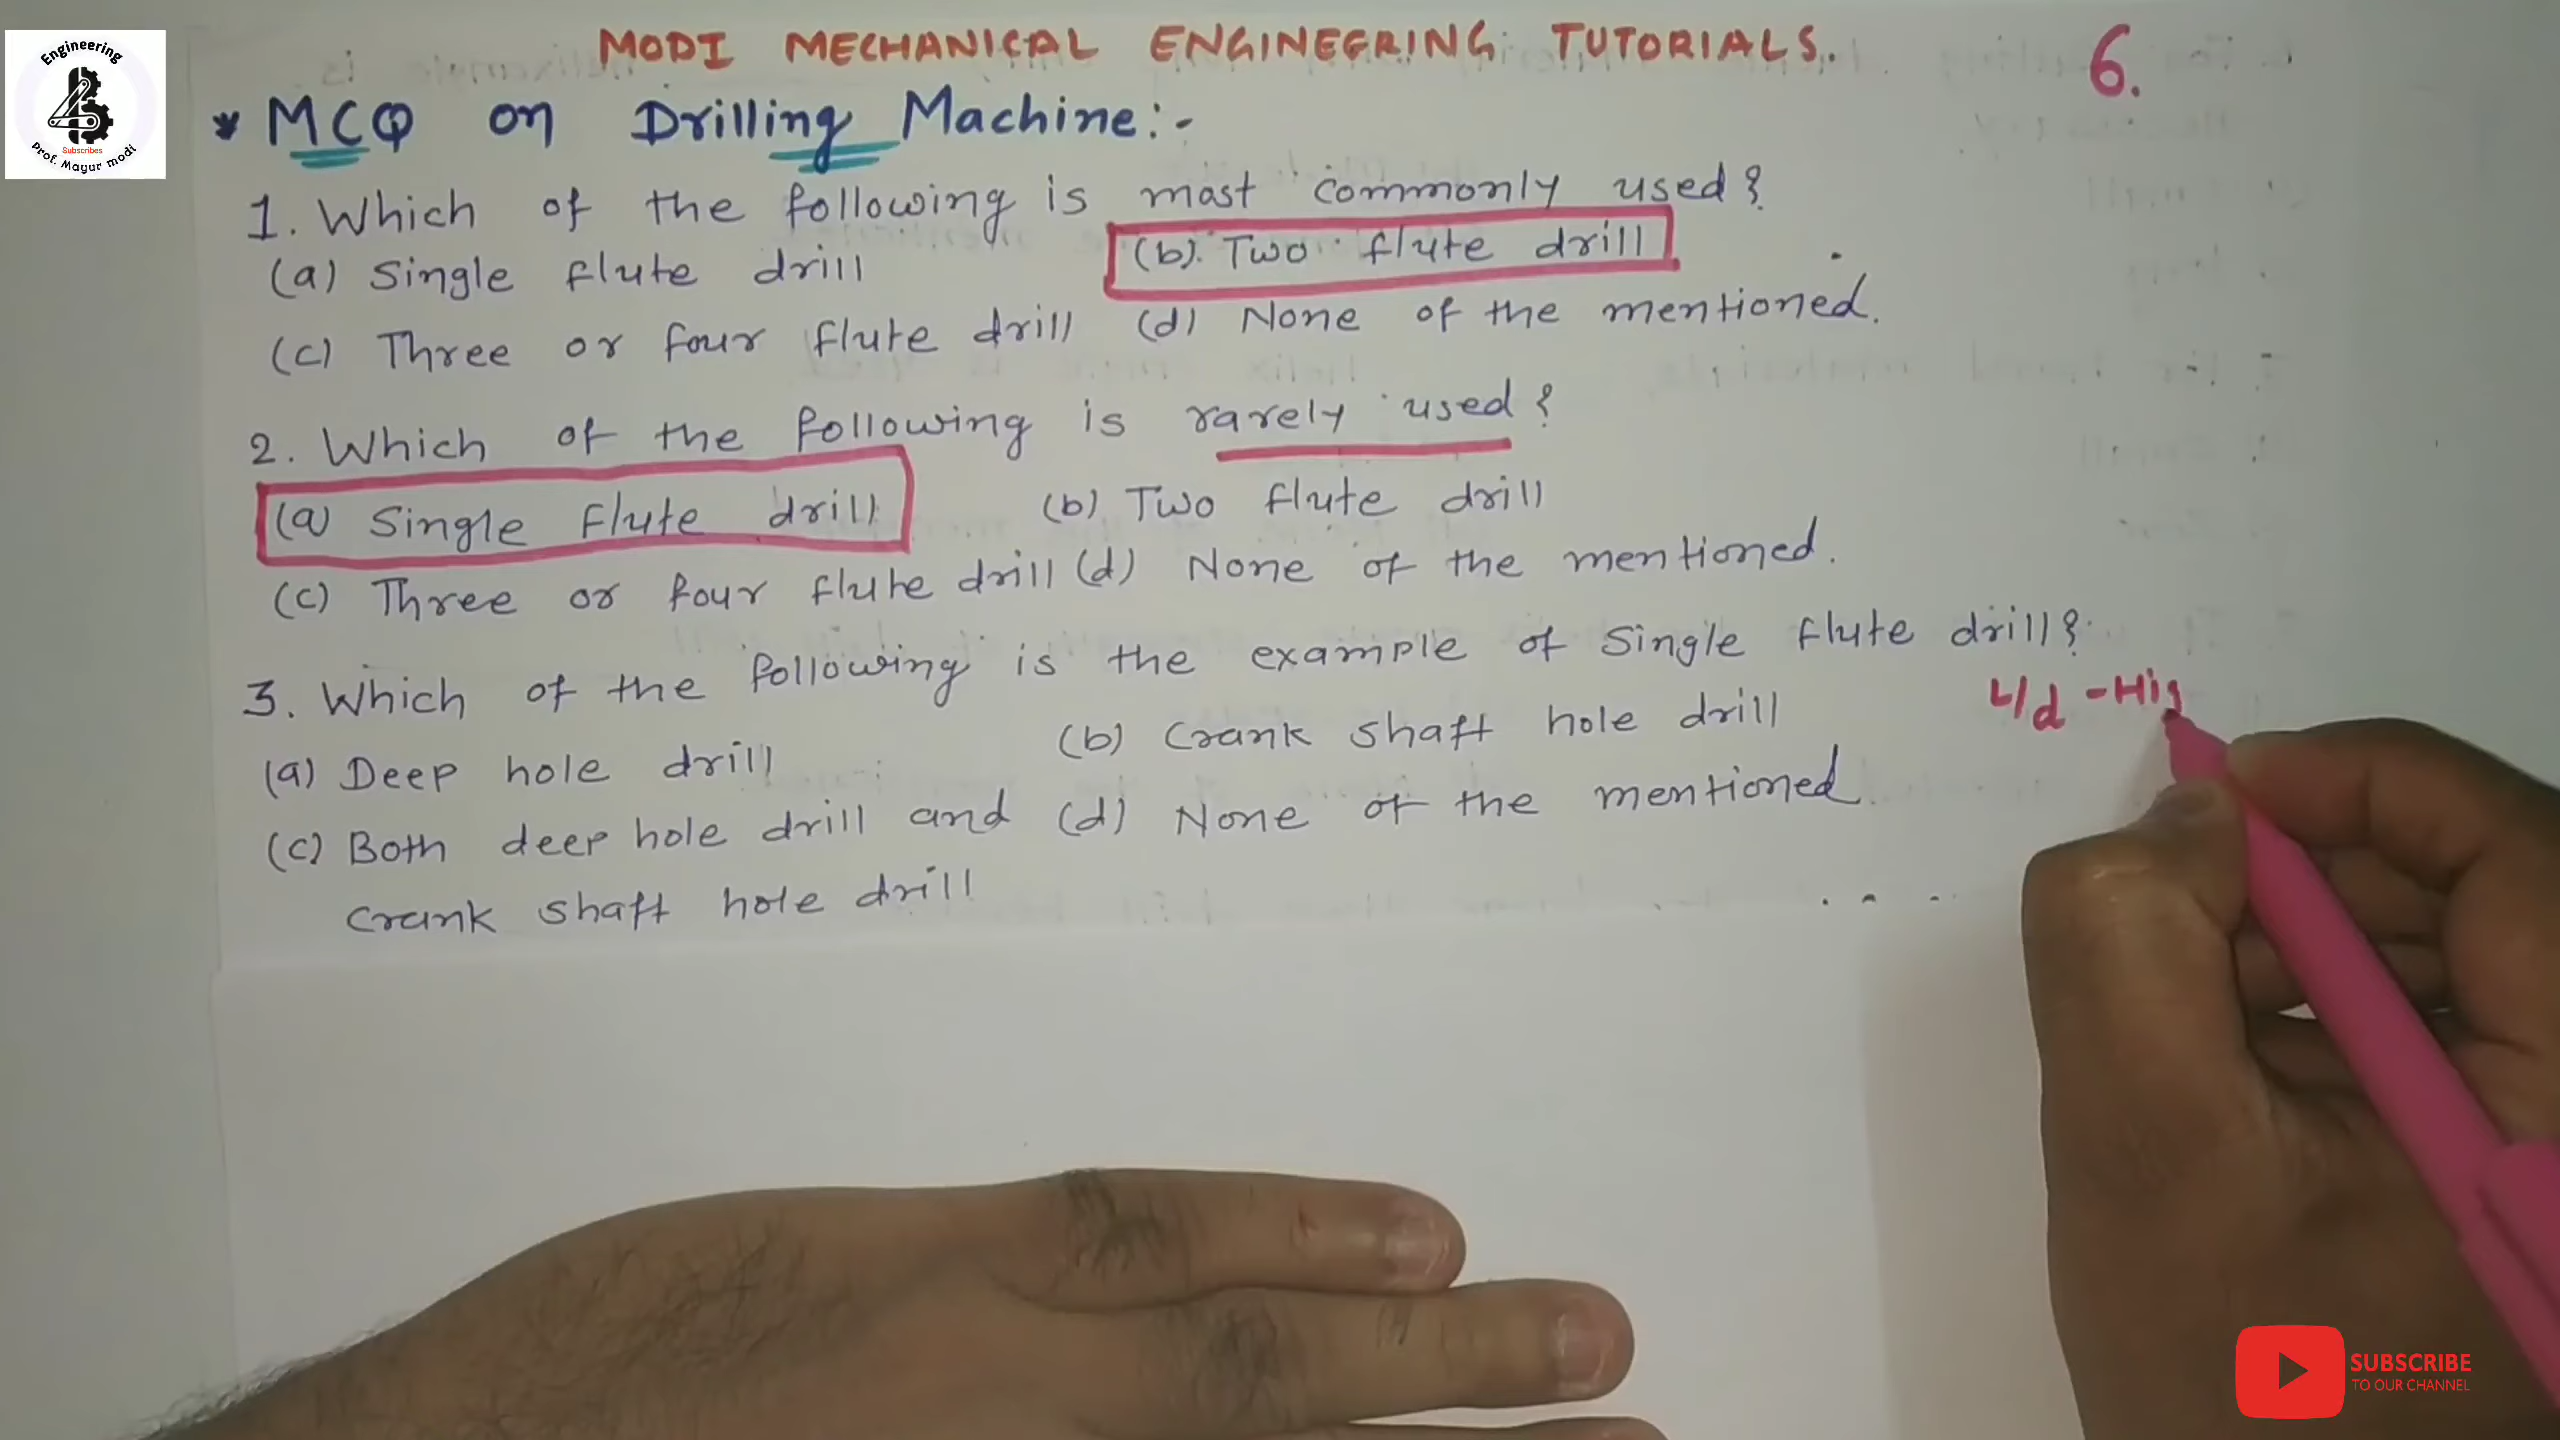 MODI MECHANICAL ENGINEERING TUTORIALS.
6.
Engineering
Subscribes
Prof. Mayur modi
* MCQ on Drilling Machine:-
1. Which of the following is most commonly used?
(a) Single flute drill (b). Two flute drill
(c) Three or four flute drill (d) None of the mentioned.
2. Which of the following is rarely used?
(a) Single flute drill (b) Two flute drill
(c) Three or four flute drill (d) None of the mentioned.
3. Which of the following is the example of Single flute drill?
L/d - Hig
(a) Deep hole drill (b) Crank shaft hole drill
(c) Both deep hole drill and (d) None of the mentioned
Crank shaft hole drill
SUBSCRIBE
TO OUR CHANNEL